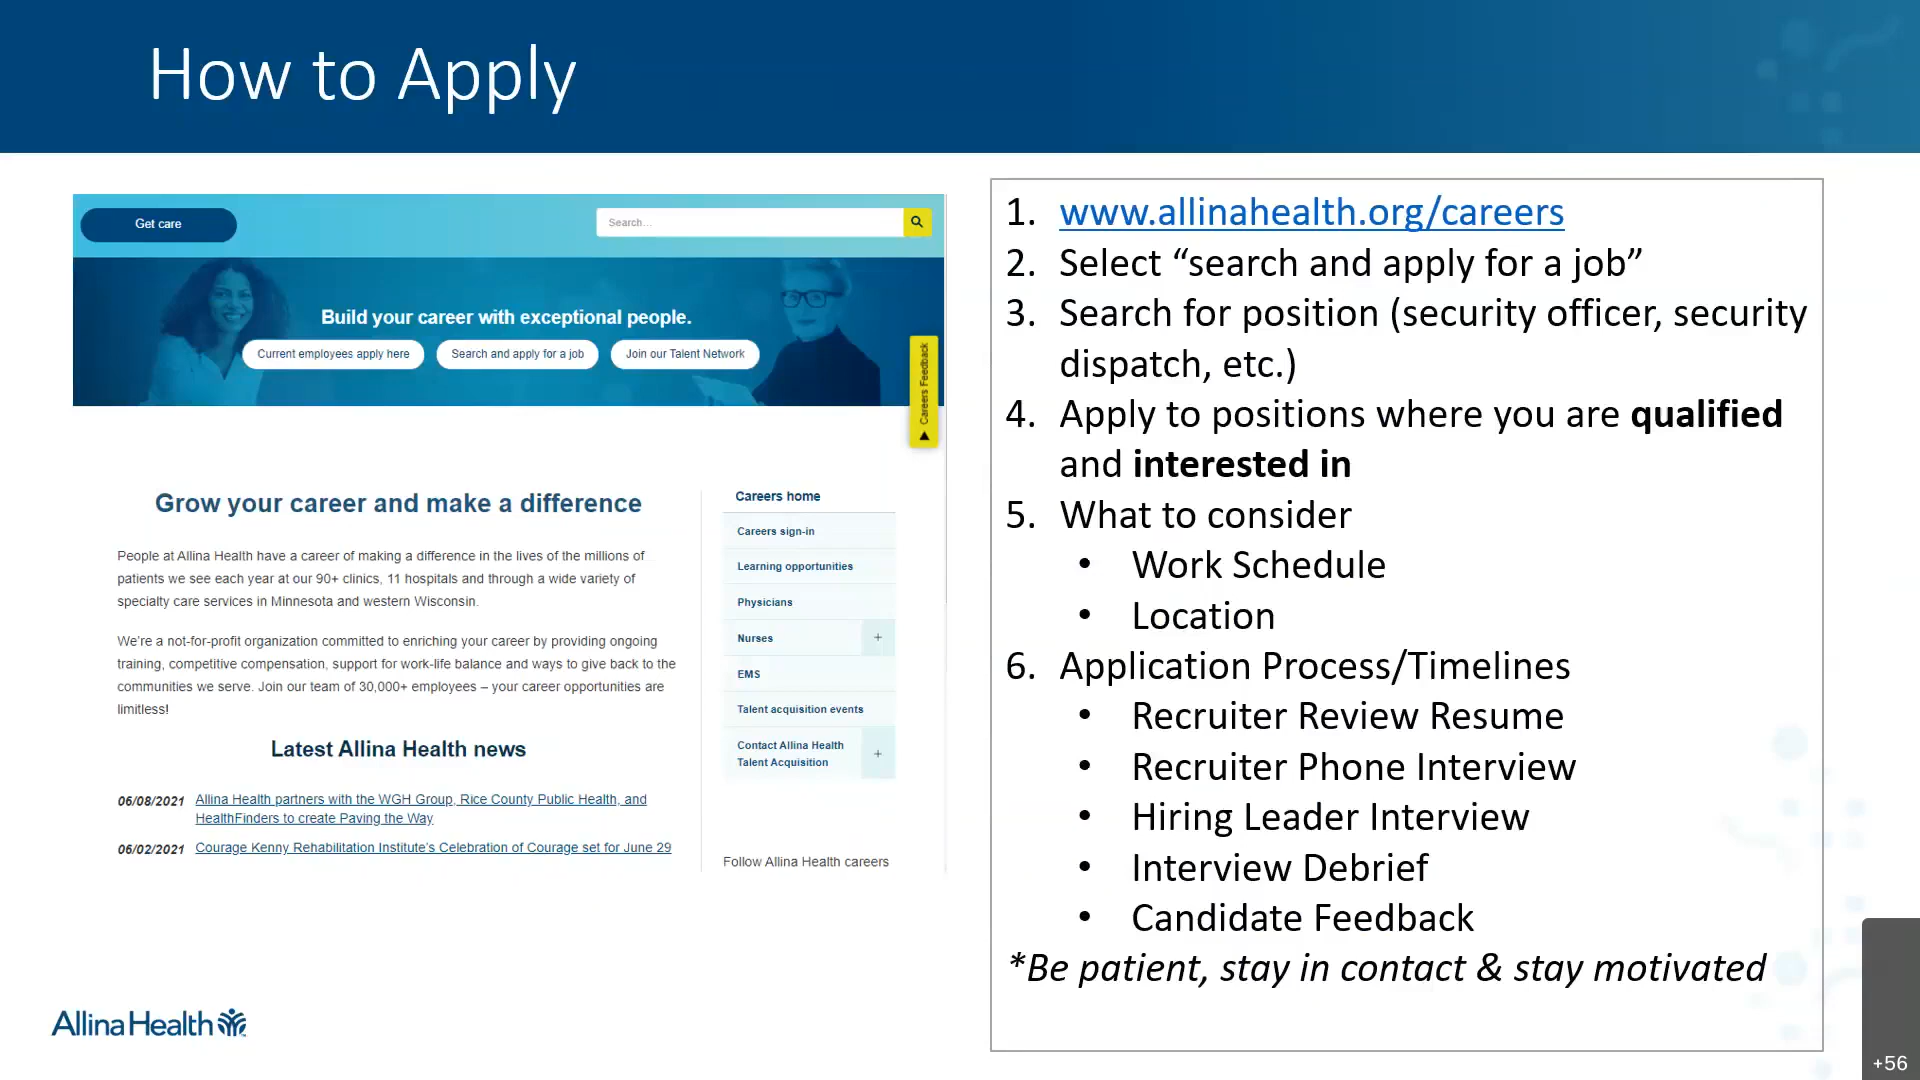 How to Apply
Get care
Search...
Build your career with exceptional people.
Current employees apply here
Search and apply for a job
Join our Talent Network
Careers Feedback
Grow your career and make a difference
People at Allina Health have a career of making a difference in the lives of the millions of
patients we see each year at our 90+ clinics, 11 hospitals and through a wide variety of
specialty care services in Minnesota and western Wisconsin.
We're a not-for-profit organization committed to enriching your career by providing ongoing
training, competitive compensation, support for work-life balance and ways to give back to the
communities we serve. Join our team of 30,000+ employees – your career opportunities are
limitless!
Latest Allina Health news
06/08/2021 Allina Health partners with the WGH Group, Rice County Public Health, and
HealthFinders to create Paving the Way
06/02/2021 Courage Kenny Rehabilitation Institute's Celebration of Courage set for June 29
Careers home
Careers sign-in
Learning opportunities
Physicians
Nurses +
EMS
Talent acquisition events
Contact Allina Health
Talent Acquisition +
Follow Allina Health careers
1. www.allinahealth.org/careers
2. Select “search and apply for a job”
3. Search for position (security officer, security
dispatch, etc.)
4. Apply to positions where you are qualified
and interested in
5. What to consider
• Work Schedule
• Location
6. Application Process/Timelines
• Recruiter Review Resume
• Recruiter Phone Interview
• Hiring Leader Interview
• Interview Debrief
• Candidate Feedback
*Be patient, stay in contact & stay motivated
Allina Health
+56